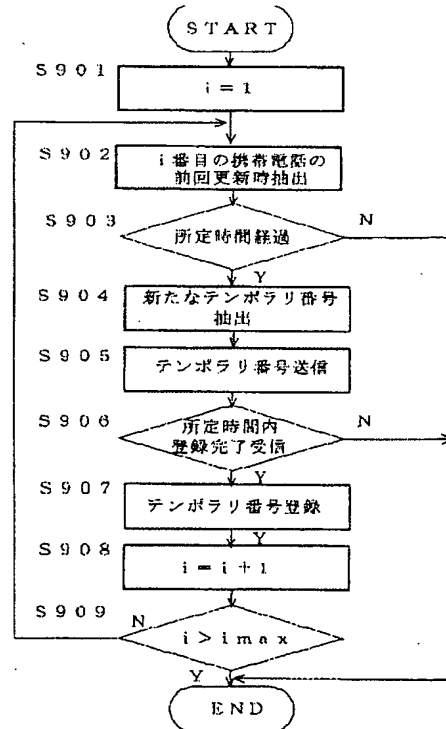 START
S901
i = 1
S902
i番目の携帯電話の
前回更新時抽出
S903
所定時間経過
N
Y
S904
新たなテンポラリ番号
抽出
S905
テンポラリ番号送信
S906
所定時間内
登録完了受信
N
Y
S907
テンポラリ番号登録
Y
S908
i = i + 1
S909
N
i > imax
Y
END